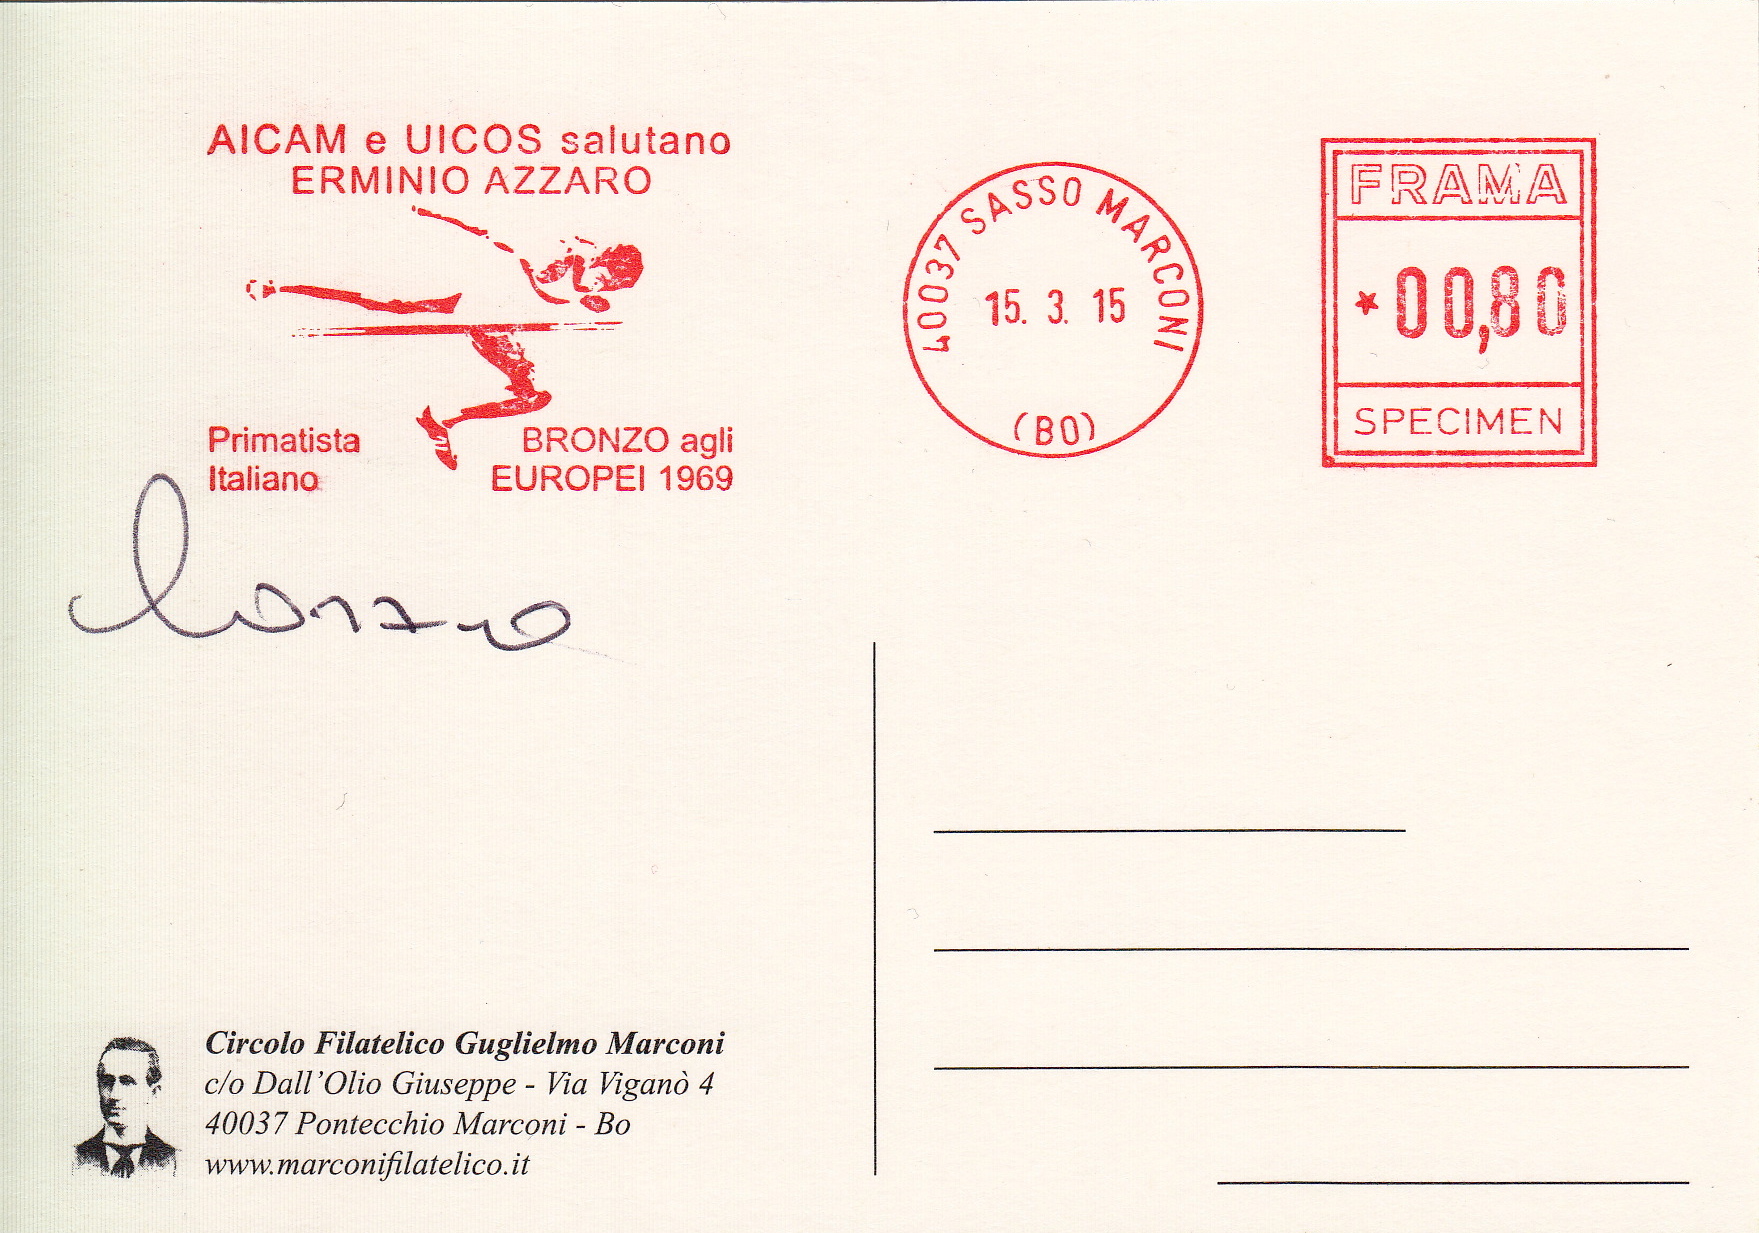 AICAM e UICOS salutano
ERMINIO AZZARO
Primatista
Italiano
BRONZO agli
EUROPEI 1969
40037 SASSO MARCONI
15. 3. 15
(BO)
FRAMA
*00,80
SPECIMEN
Circolo Filatelico Guglielmo Marconi
c/o Dall'Olio Giuseppe - Via Viganò 4
40037 Pontecchio Marconi - Bo
www.marconifilatelico.it